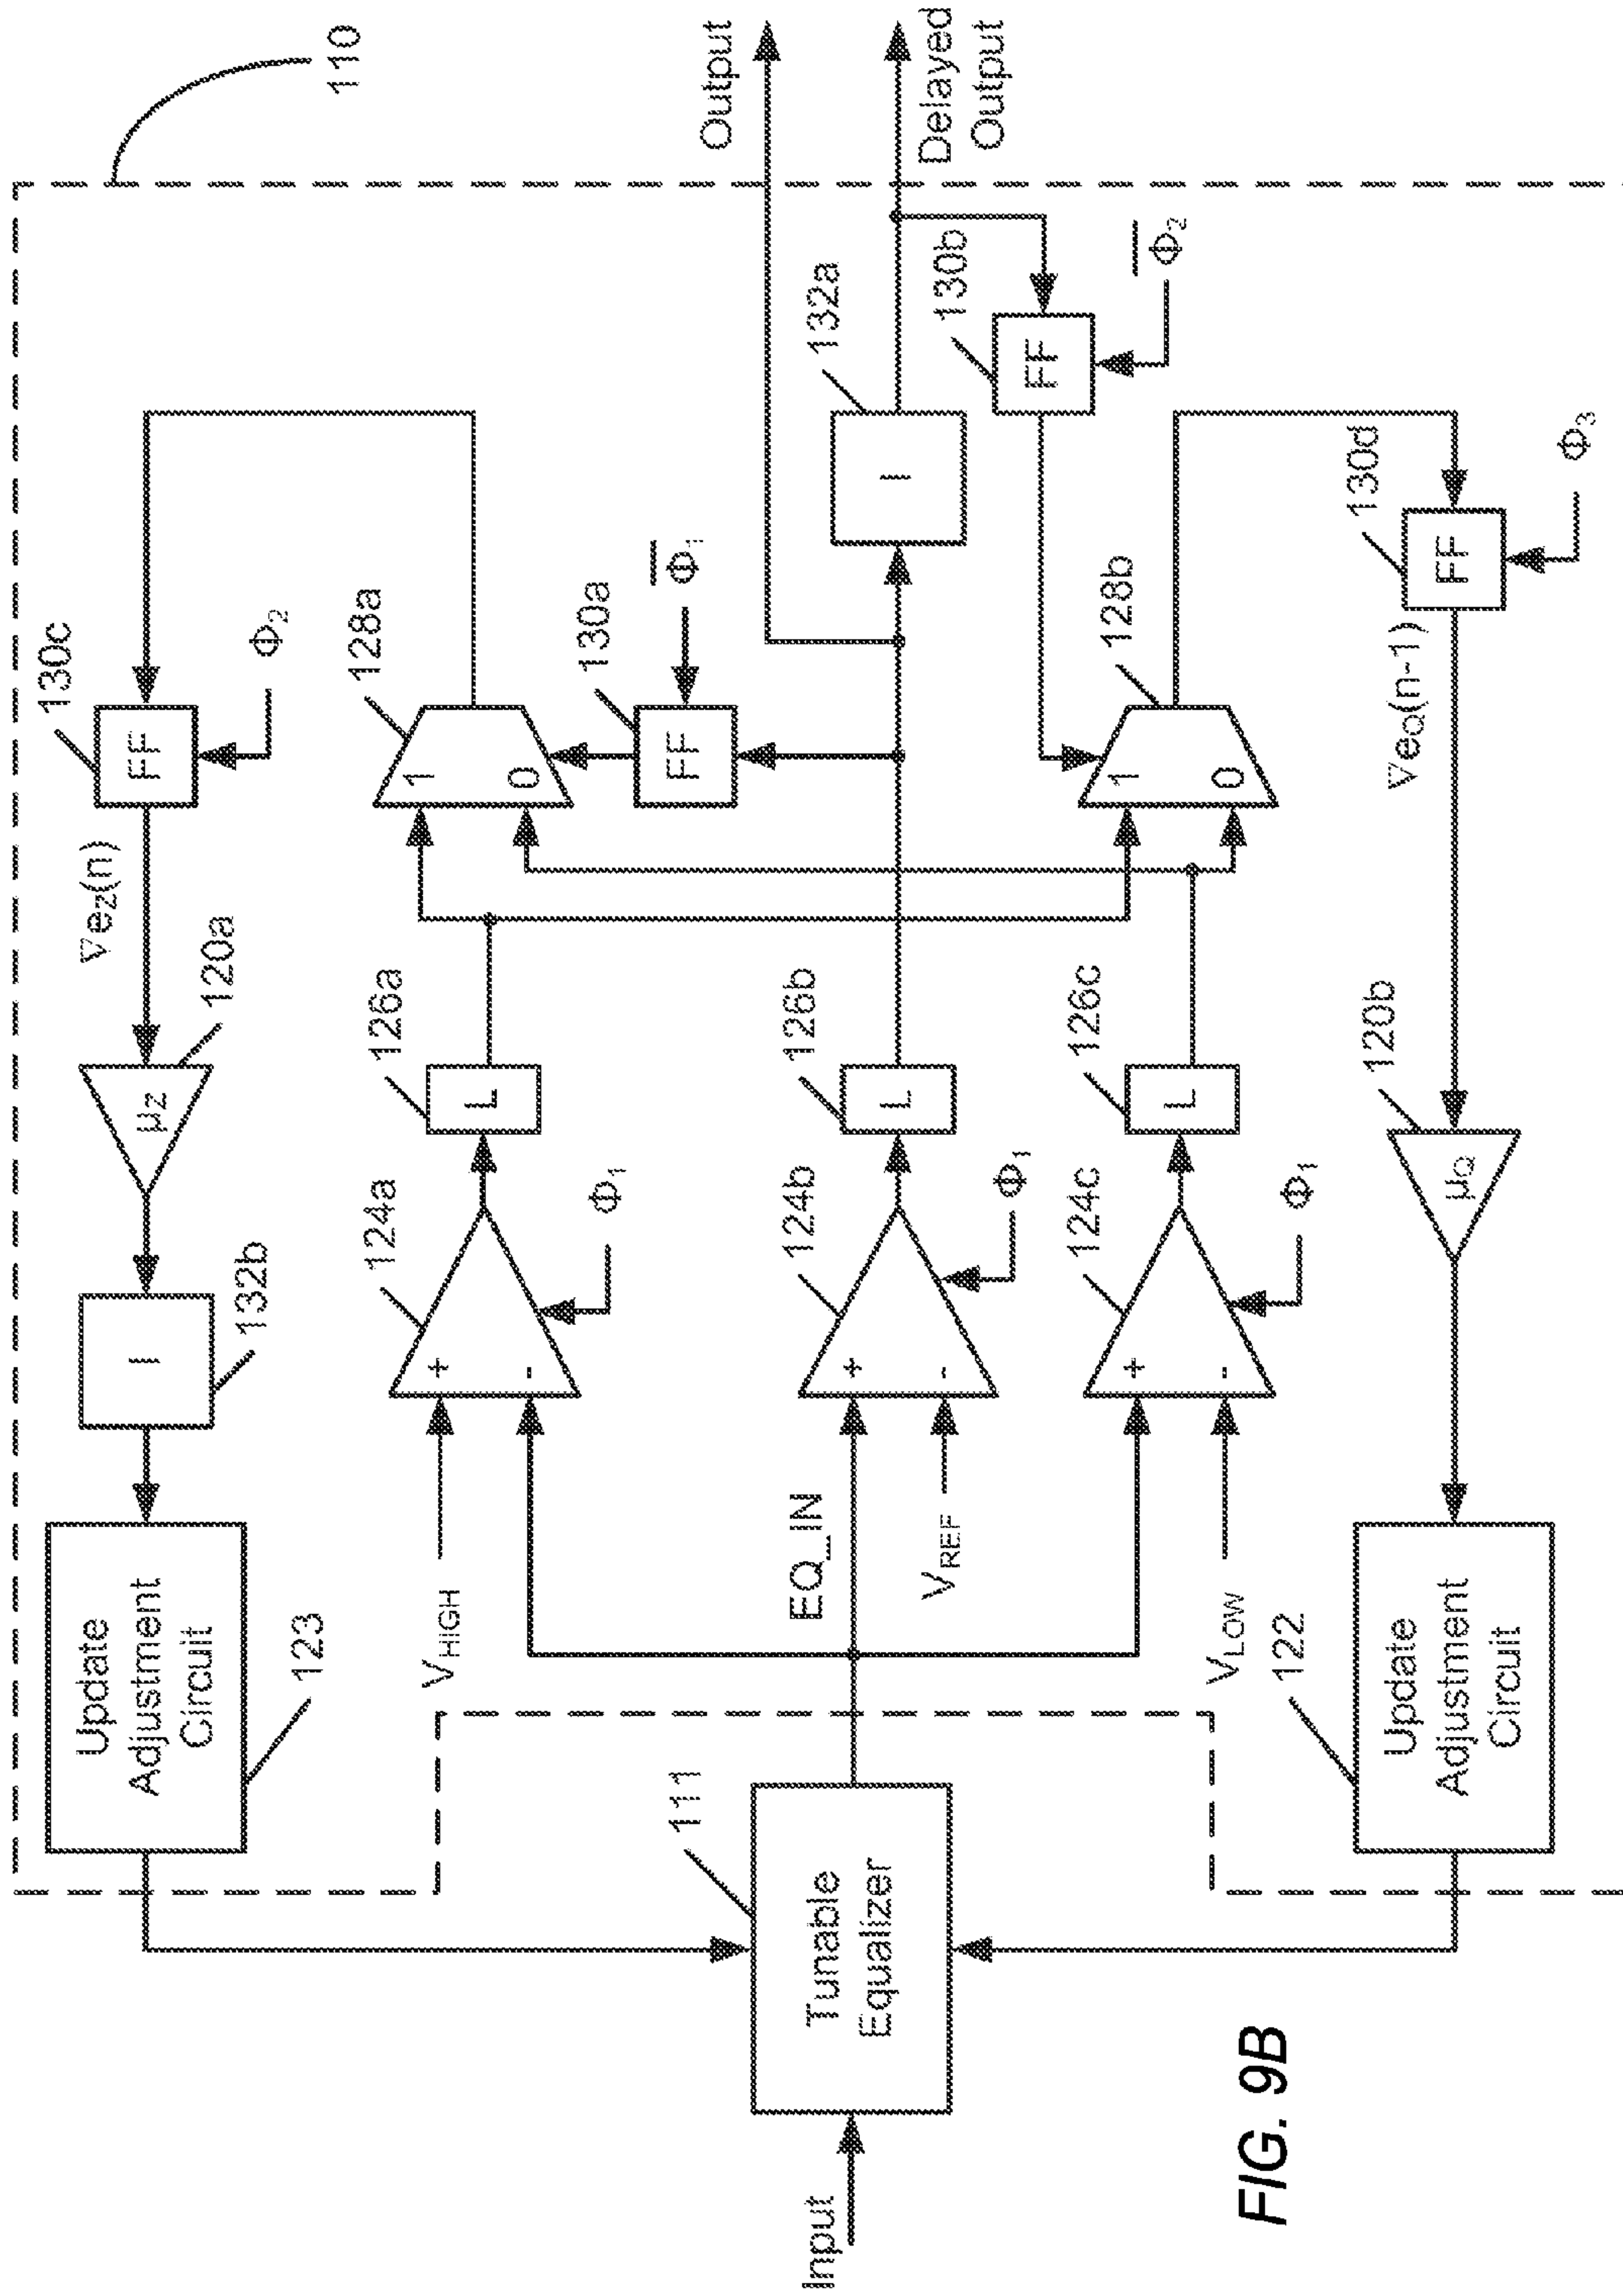 110
Output
Delayed
Output
130c
FF
Φ₂
∇eZ(n)
120a
μZ
132b
I
Update
Adjustment
Circuit
123
128a
1
0
130a
FF
Φ₁
132a
I
130b
FF
Φ₂
128b
1
0
130d
FF
Φ₃
∇eQ(n-1)
126a
L
126b
L
126c
L
124a
+
-
Φ₁
124b
+
-
Φ₁
124c
+
-
Φ₁
120b
μQ
VHIGH
EQ_IN
VREF
VLOW
122
Update
Adjustment
Circuit
111
Tunable
Equalizer
Input
FIG. 9B